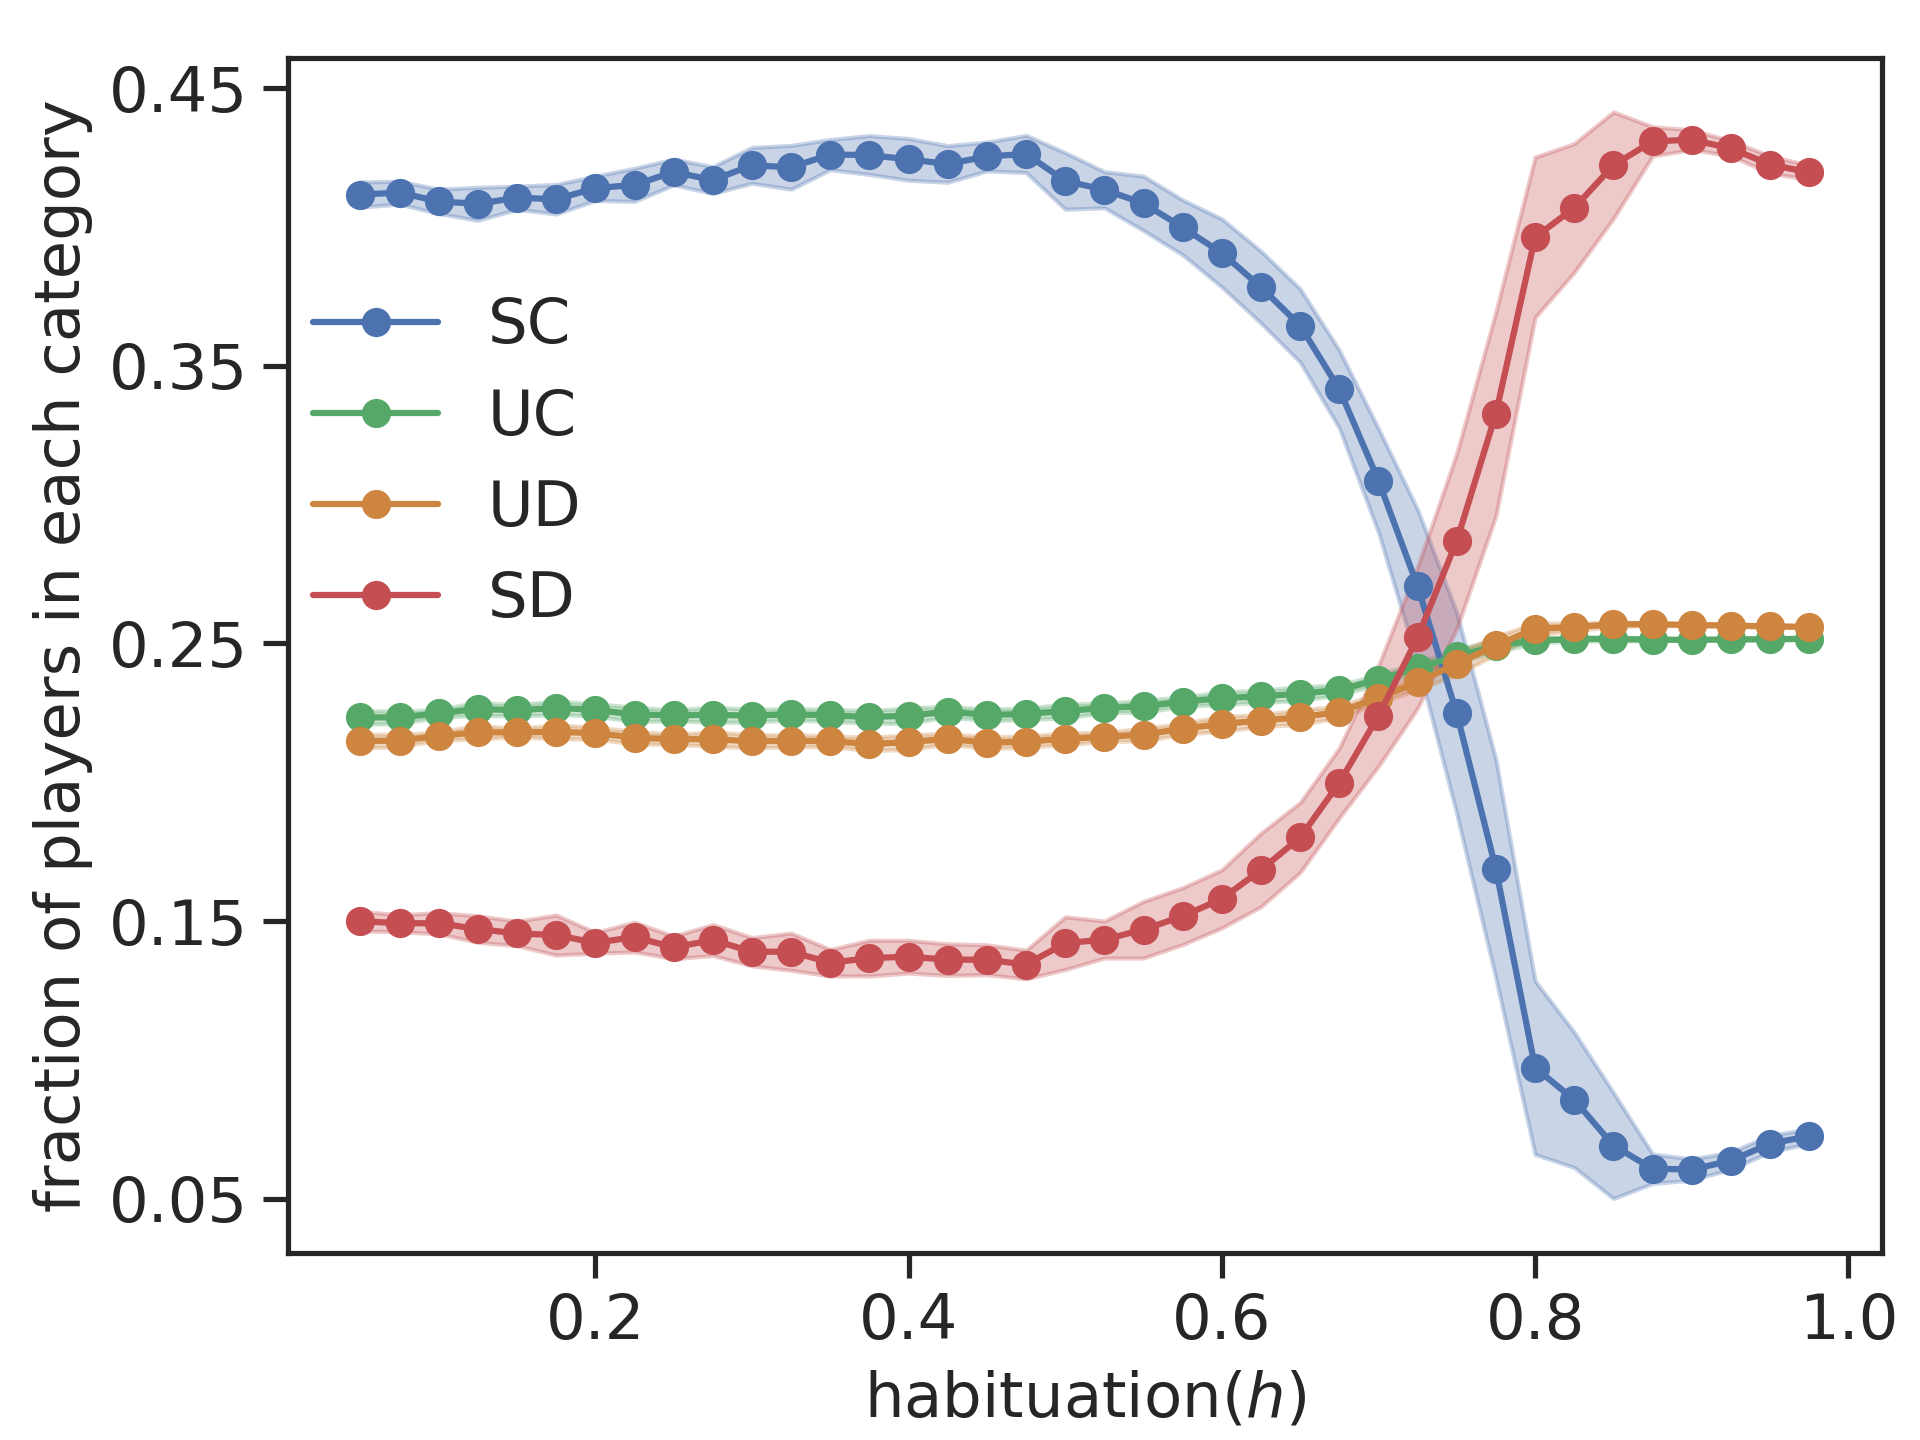 fraction of players in each category
0.45
0.35
0.25
0.15
0.05
SC
UC
UD
SD
0.2 0.4 0.6 0.8 1.0
habituation(h)